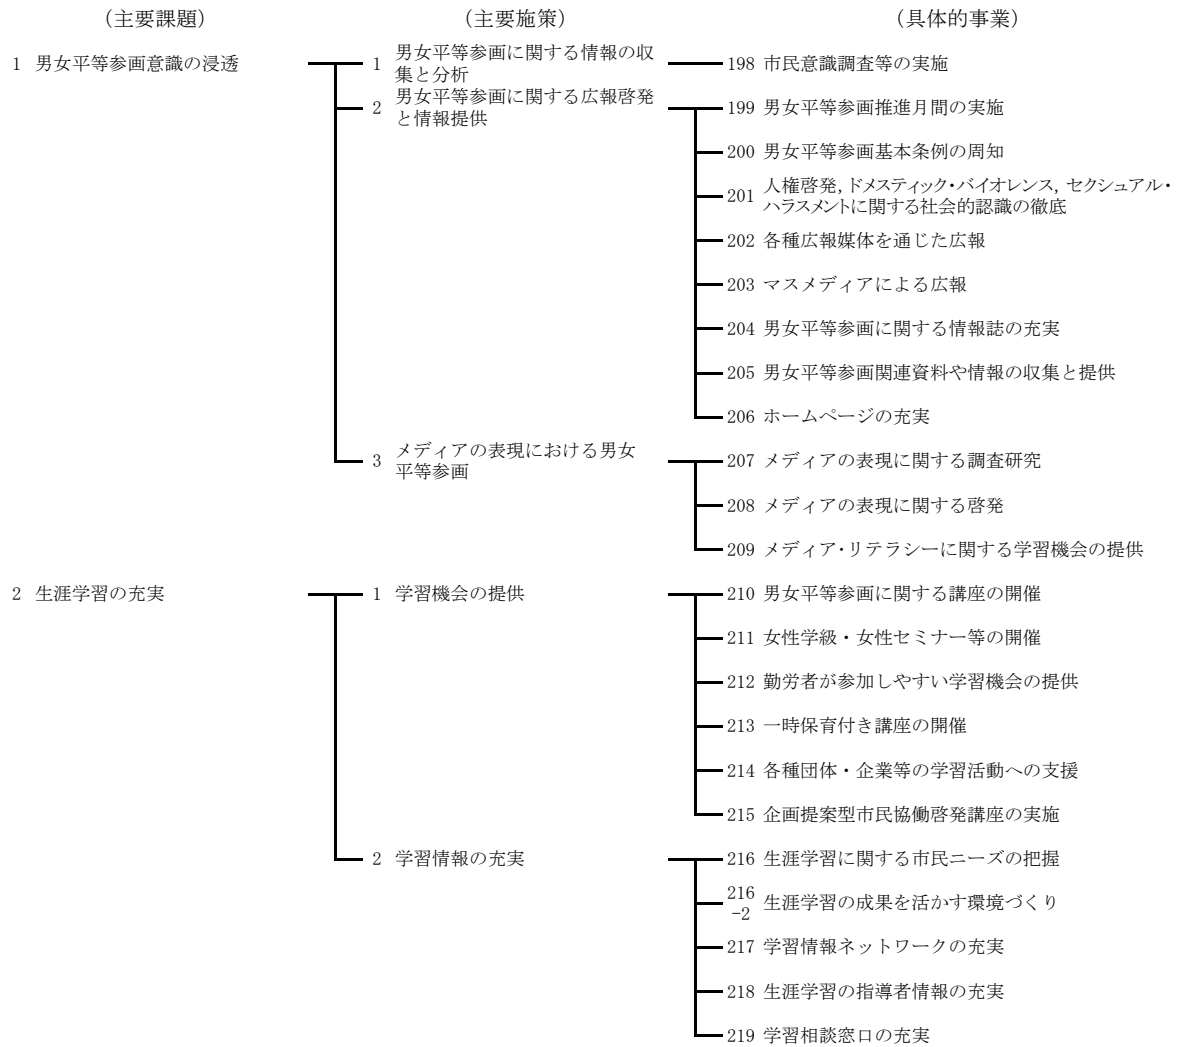 （主要課題）　（主要施策）　（具体的事業）
1 男女平等参画意識の浸透
1 男女平等参画に関する情報の収
集と分析
198 市民意識調査等の実施
2 男女平等参画に関する広報啓発
と情報提供
199 男女平等参画推進月間の実施
200 男女平等参画基本条例の周知
201 人権啓発，ドメスティック・バイオレンス，セクシュアル・
ハラスメントに関する社会的認識の徹底
202 各種広報媒体を通じた広報
203 マスメディアによる広報
204 男女平等参画に関する情報誌の充実
205 男女平等参画関連資料や情報の収集と提供
206 ホームページの充実
3 メディアの表現における男女
平等参画
207 メディアの表現に関する調査研究
208 メディアの表現に関する啓発
209 メディア・リテラシーに関する学習機会の提供
2 生涯学習の充実
1 学習機会の提供
210 男女平等参画に関する講座の開催
211 女性学級・女性セミナー等の開催
212 勤労者が参加しやすい学習機会の提供
213 一時保育付き講座の開催
214 各種団体・企業等の学習活動への支援
215 企画提案型市民協働啓発講座の実施
2 学習情報の充実
216 生涯学習に関する市民ニーズの把握
216
-2 生涯学習の成果を活かす環境づくり
217 学習情報ネットワークの充実
218 生涯学習の指導者情報の充実
219 学習相談窓口の充実